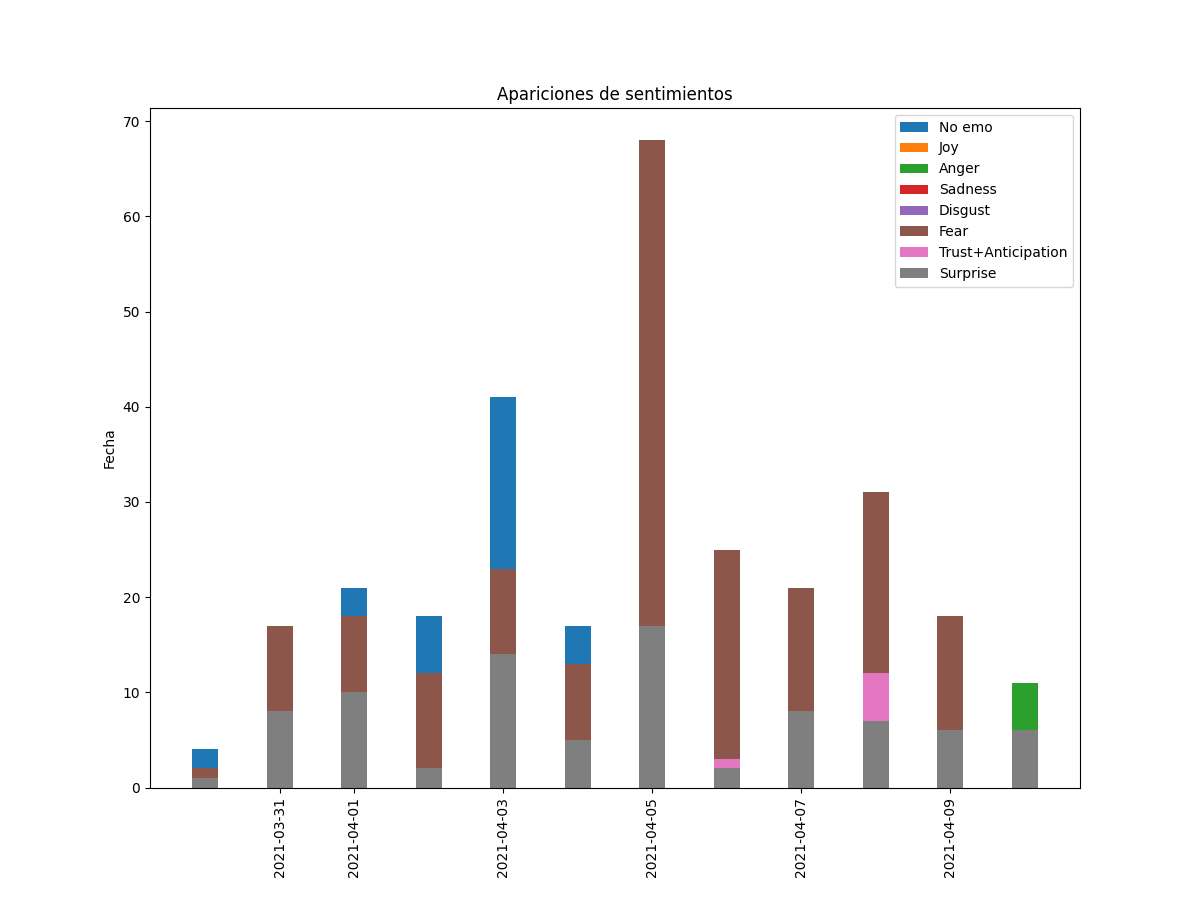 Apariciones de sentimientos
No emo
Joy
Anger
Sadness
Disgust
Fear
Trust+Anticipation
Surprise
Fecha
70
60
50
40
30
20
10
0
2021-03-31
2021-04-01
2021-04-03
2021-04-05
2021-04-07
2021-04-09